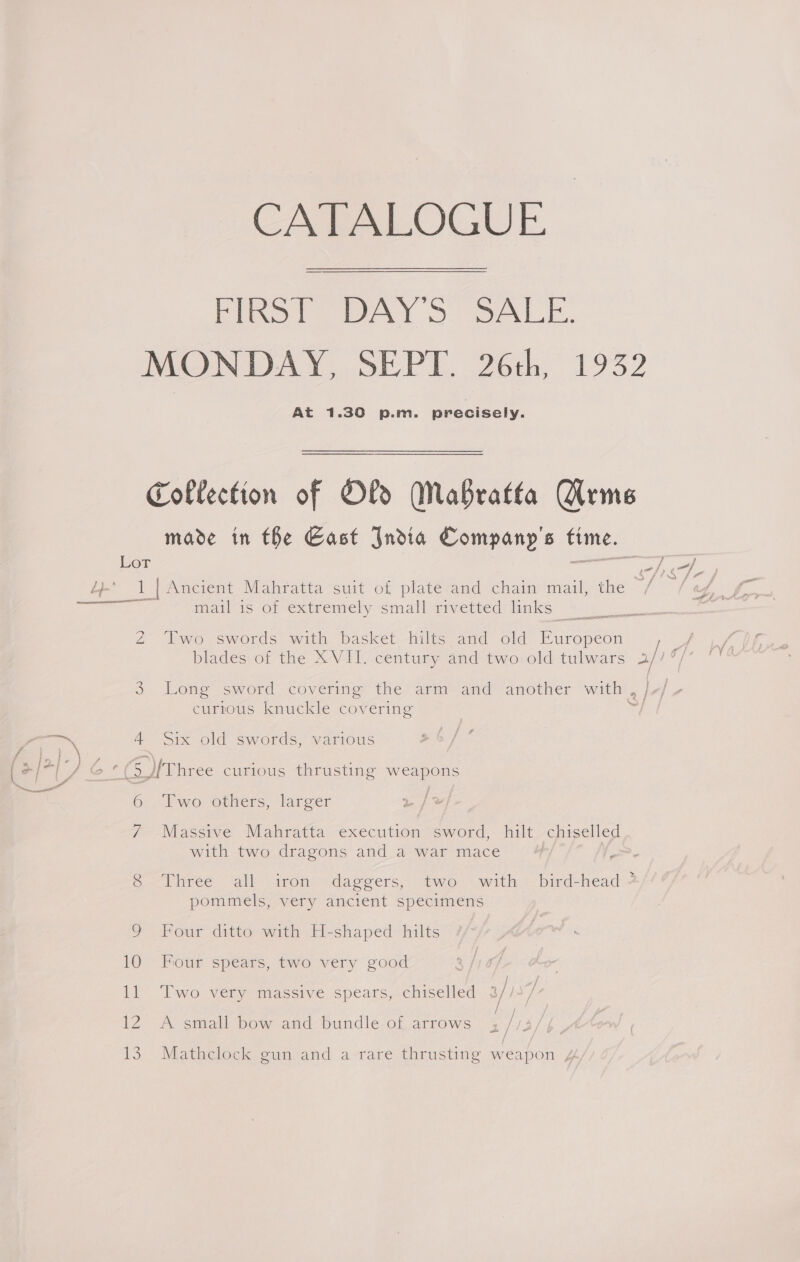 CATALOGUE
FIRST DAY'S SALE.
MONDAY, SEPT. 26th, 1932
At 1.30 p.m. precisely.
Collection of Old Mahratta Arms
made in the East India Company's time.
LOT
1 Ancient Mahratta suit of plate and chain mail, the
mail is of extremely small rivetted links
2 Two swords with basket hilts and old Europeon
blades of the XVII. century and two old tulwars
3 Long sword covering the arm and another with
curious knuckle covering
4 Six old swords, various
5 Three curious thrusting weapons
6 Two others, larger
7 Massive Mahratta execution sword, hilt chiselled
with two dragons and a war mace
8 Three all iron daggers, two with bird-head
pommels, very ancient specimens
9 Four ditto with H-shaped hilts
10 Four spears, two very good
11 Two very massive spears, chiselled
12 A small bow and bundle of arrows
13 Mathclock gun and a rare thrusting weapon